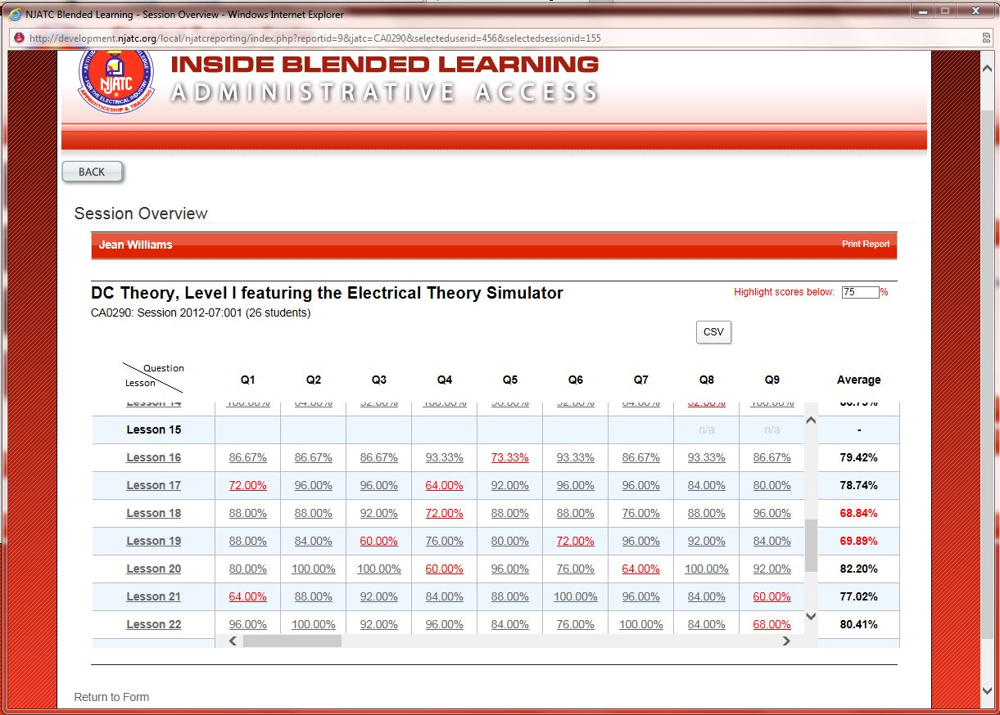 NJATC Blended Learning - Session Overview - Windows Internet Explorer
http://development.njatc.org/local/njatcreporting/index.php?reportid=9&jatc=CA0290&selecteduserid=456&selectedsessionid=155
NJATC
FOR THE ELECTRICAL INDUSTRY
APPRENTICESHIP & TRAINING
INSIDE BLENDED LEARNING
ADMINISTRATIVE ACCESS
BACK
Session Overview
Jean Williams Print Report
DC Theory, Level I featuring the Electrical Theory Simulator Highlight scores below: 75 %
CA0290: Session 2012-07:001 (26 students)
CSV
Question
Lesson Q1 Q2 Q3 Q4 Q5 Q6 Q7 Q8 Q9 Average
Lesson 14
Lesson 15 n/a n/a -
Lesson 16 86.67% 86.67% 86.67% 93.33% 73.33% 93.33% 86.67% 93.33% 86.67% 79.42%
Lesson 17 72.00% 96.00% 96.00% 64.00% 92.00% 96.00% 96.00% 84.00% 80.00% 78.74%
Lesson 18 88.00% 88.00% 92.00% 72.00% 88.00% 88.00% 76.00% 88.00% 96.00% 68.84%
Lesson 19 88.00% 84.00% 60.00% 76.00% 80.00% 72.00% 96.00% 92.00% 84.00% 69.89%
Lesson 20 80.00% 100.00% 100.00% 60.00% 96.00% 76.00% 64.00% 100.00% 92.00% 82.20%
Lesson 21 64.00% 88.00% 92.00% 84.00% 88.00% 100.00% 96.00% 84.00% 60.00% 77.02%
Lesson 22 96.00% 100.00% 92.00% 96.00% 84.00% 76.00% 100.00% 84.00% 68.00% 80.41%
Return to Form